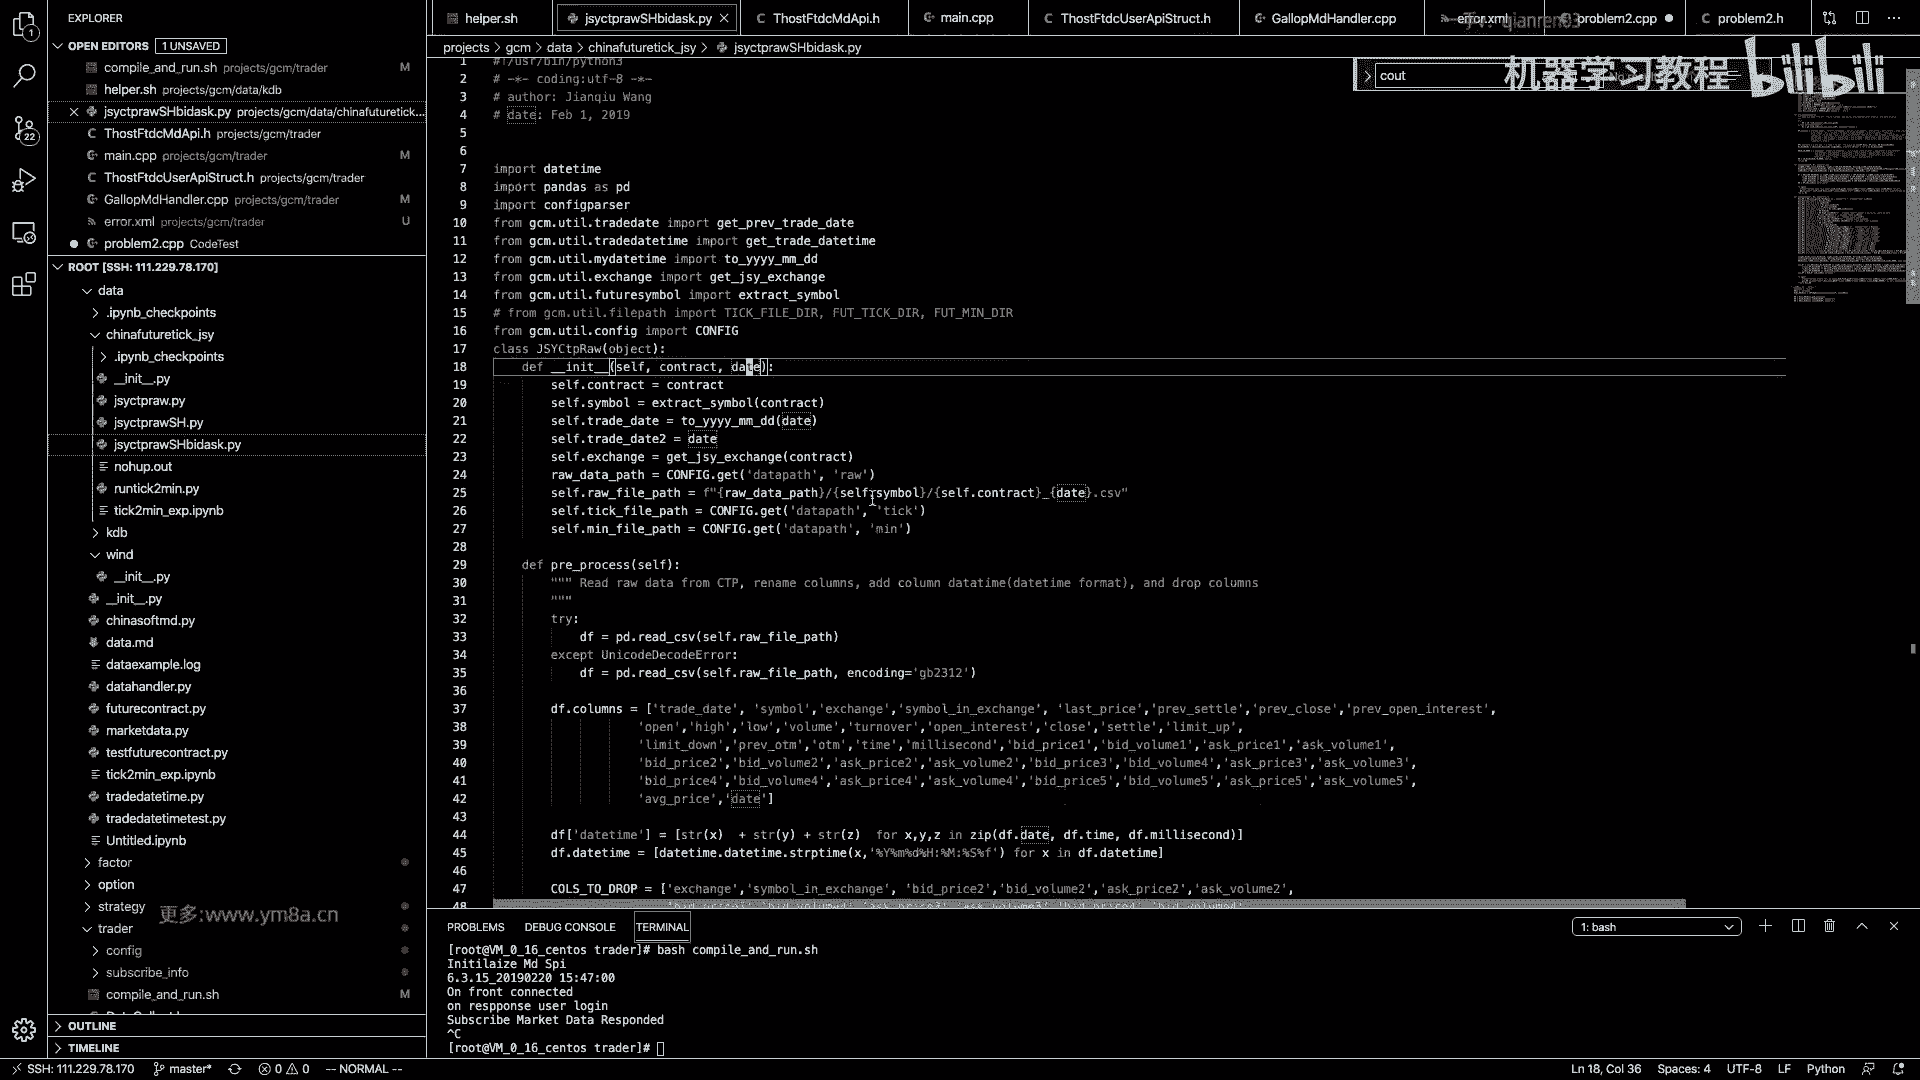 EXPLORER
OPEN EDITORS 1 UNSAVED
compile_and_run.sh projects/gcm/trader M
helper.sh projects/gcm/data/kdb
jsyctprawSHbidask.py projects/gcm/data/chinafuturetick...
ThostFtdcMdApi.h projects/gcm/trader
main.cpp projects/gcm/trader M
ThostFtdcUserApiStruct.h projects/gcm/trader
GallopMdHandler.cpp projects/gcm/trader M
error.xml projects/gcm/trader U
problem2.cpp CodeTest
ROOT [SSH: 111.229.78.170]
data
.ipynb_checkpoints
chinafuturetick_jsy
.ipynb_checkpoints
__init__.py
jsyctpraw.py
jsyctprawSH.py
jsyctprawSHbidask.py
nohup.out
runtick2min.py
tick2min_exp.ipynb
kdb
wind
__init__.py
__init__.py
chinasoftmd.py
data.md
dataexample.log
datahandler.py
futurecontract.py
marketdata.py
testfuturecontract.py
tick2min_exp.ipynb
tradedatetime.py
tradedatetimetest.py
Untitled.ipynb
factor
option
strategy
更多:www.ym8a.cn
trader
config
subscribe_info
compile_and_run.sh M
OUTLINE
TIMELINE
helper.sh
jsyctprawSHbidask.py
ThostFtdcMdApi.h
main.cpp
ThostFtdcUserApiStruct.h
GallopMdHandler.cpp
error.xml
problem2.cpp
problem2.h
projects > gcm > data > chinafuturetick_jsy > jsyctprawSHbidask.py
cout
机器学习教程 bilibili
1 #!/usr/bin/python3
2 # -*- coding:utf-8 -*-
3 # author: Jianqiu Wang
4 # date: Feb 1, 2019
5
6
7 import datetime
8 import pandas as pd
9 import configparser
10 from gcm.util.tradedate import get_prev_trade_date
11 from gcm.util.tradedatetime import get_trade_datetime
12 from gcm.util.mydatetime import to_yyyy_mm_dd
13 from gcm.util.exchange import get_jsy_exchange
14 from gcm.util.futuresymbol import extract_symbol
15 # from gcm.util.filepath import TICK_FILE_DIR, FUT_TICK_DIR, FUT_MIN_DIR
16 from gcm.util.config import CONFIG
17 class JSYCtpRaw(object):
18 def __init__(self, contract, date):
19 self.contract = contract
20 self.symbol = extract_symbol(contract)
21 self.trade_date = to_yyyy_mm_dd(date)
22 self.trade_date2 = date
23 self.exchange = get_jsy_exchange(contract)
24 raw_data_path = CONFIG.get('datapath', 'raw')
25 self.raw_file_path = f"{raw_data_path}/{self.symbol}/{self.contract}_{date}.csv"
26 self.tick_file_path = CONFIG.get('datapath', 'tick')
27 self.min_file_path = CONFIG.get('datapath', 'min')
28
29 def pre_process(self):
30 """ Read raw data from CTP, rename columns, add column datatime(datetime format), and drop columns
31 """
32 try:
33 df = pd.read_csv(self.raw_file_path)
34 except UnicodeDecodeError:
35 df = pd.read_csv(self.raw_file_path, encoding='gb2312')
36
37 df.columns = ['trade_date', 'symbol','exchange','symbol_in_exchange', 'last_price','prev_settle','prev_close','prev_open_interest',
38 'open','high','low','volume','turnover','open_interest','close','settle','limit_up',
39 'limit_down','prev_otm','otm','time','millisecond','bid_price1','bid_volume1','ask_price1','ask_volume1',
40 'bid_price2','bid_volume2','ask_price2','ask_volume2','bid_price3','bid_volume4','ask_price3','ask_volume3',
41 'bid_price4','bid_volume4','ask_price4','ask_volume4','bid_price5','bid_volume5','ask_price5','ask_volume5',
42 'avg_price','date']
43
44 df['datetime'] = [str(x) + str(y) + str(z) for x,y,z in zip(df.date, df.time, df.millisecond)]
45 df.datetime = [datetime.datetime.strptime(x,'%Y%m%d%H:%M:%S%f') for x in df.datetime]
46
47 COLS_TO_DROP = ['exchange','symbol_in_exchange', 'bid_price2','bid_volume2','ask_price2','ask_volume2',
48
PROBLEMS DEBUG CONSOLE TERMINAL 1: bash
[root@VM_0_16_centos trader]# bash compile_and_run.sh
Initilaize Md Spi
6.3.15_20190220 15:47:00
On front connected
on respponse user login
Subscribe Market Data Responded
^C
[root@VM_0_16_centos trader]#
SSH: 111.229.78.170 master* 0 0 -- NORMAL -- Ln 18, Col 36 Spaces: 4 UTF-8 LF Python